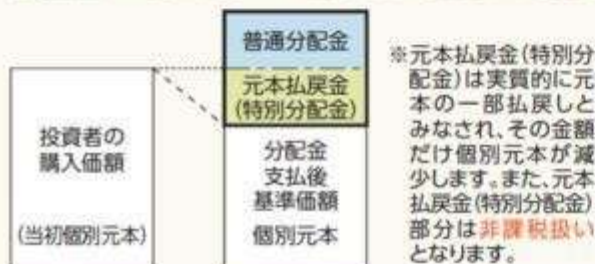 投資者の
購入価額
(当初個別元本)
普通分配金
元本払戻金
(特別分配金)
分配金
支払後
基準価額
個別元本
※元本払戻金(特別分
配金)は実質的に元
本の一部払戻しと
みなされ、その金額
だけ個別元本が減
少します。また、元本
払戻金(特別分配金)
部分は非課税扱い
となります。